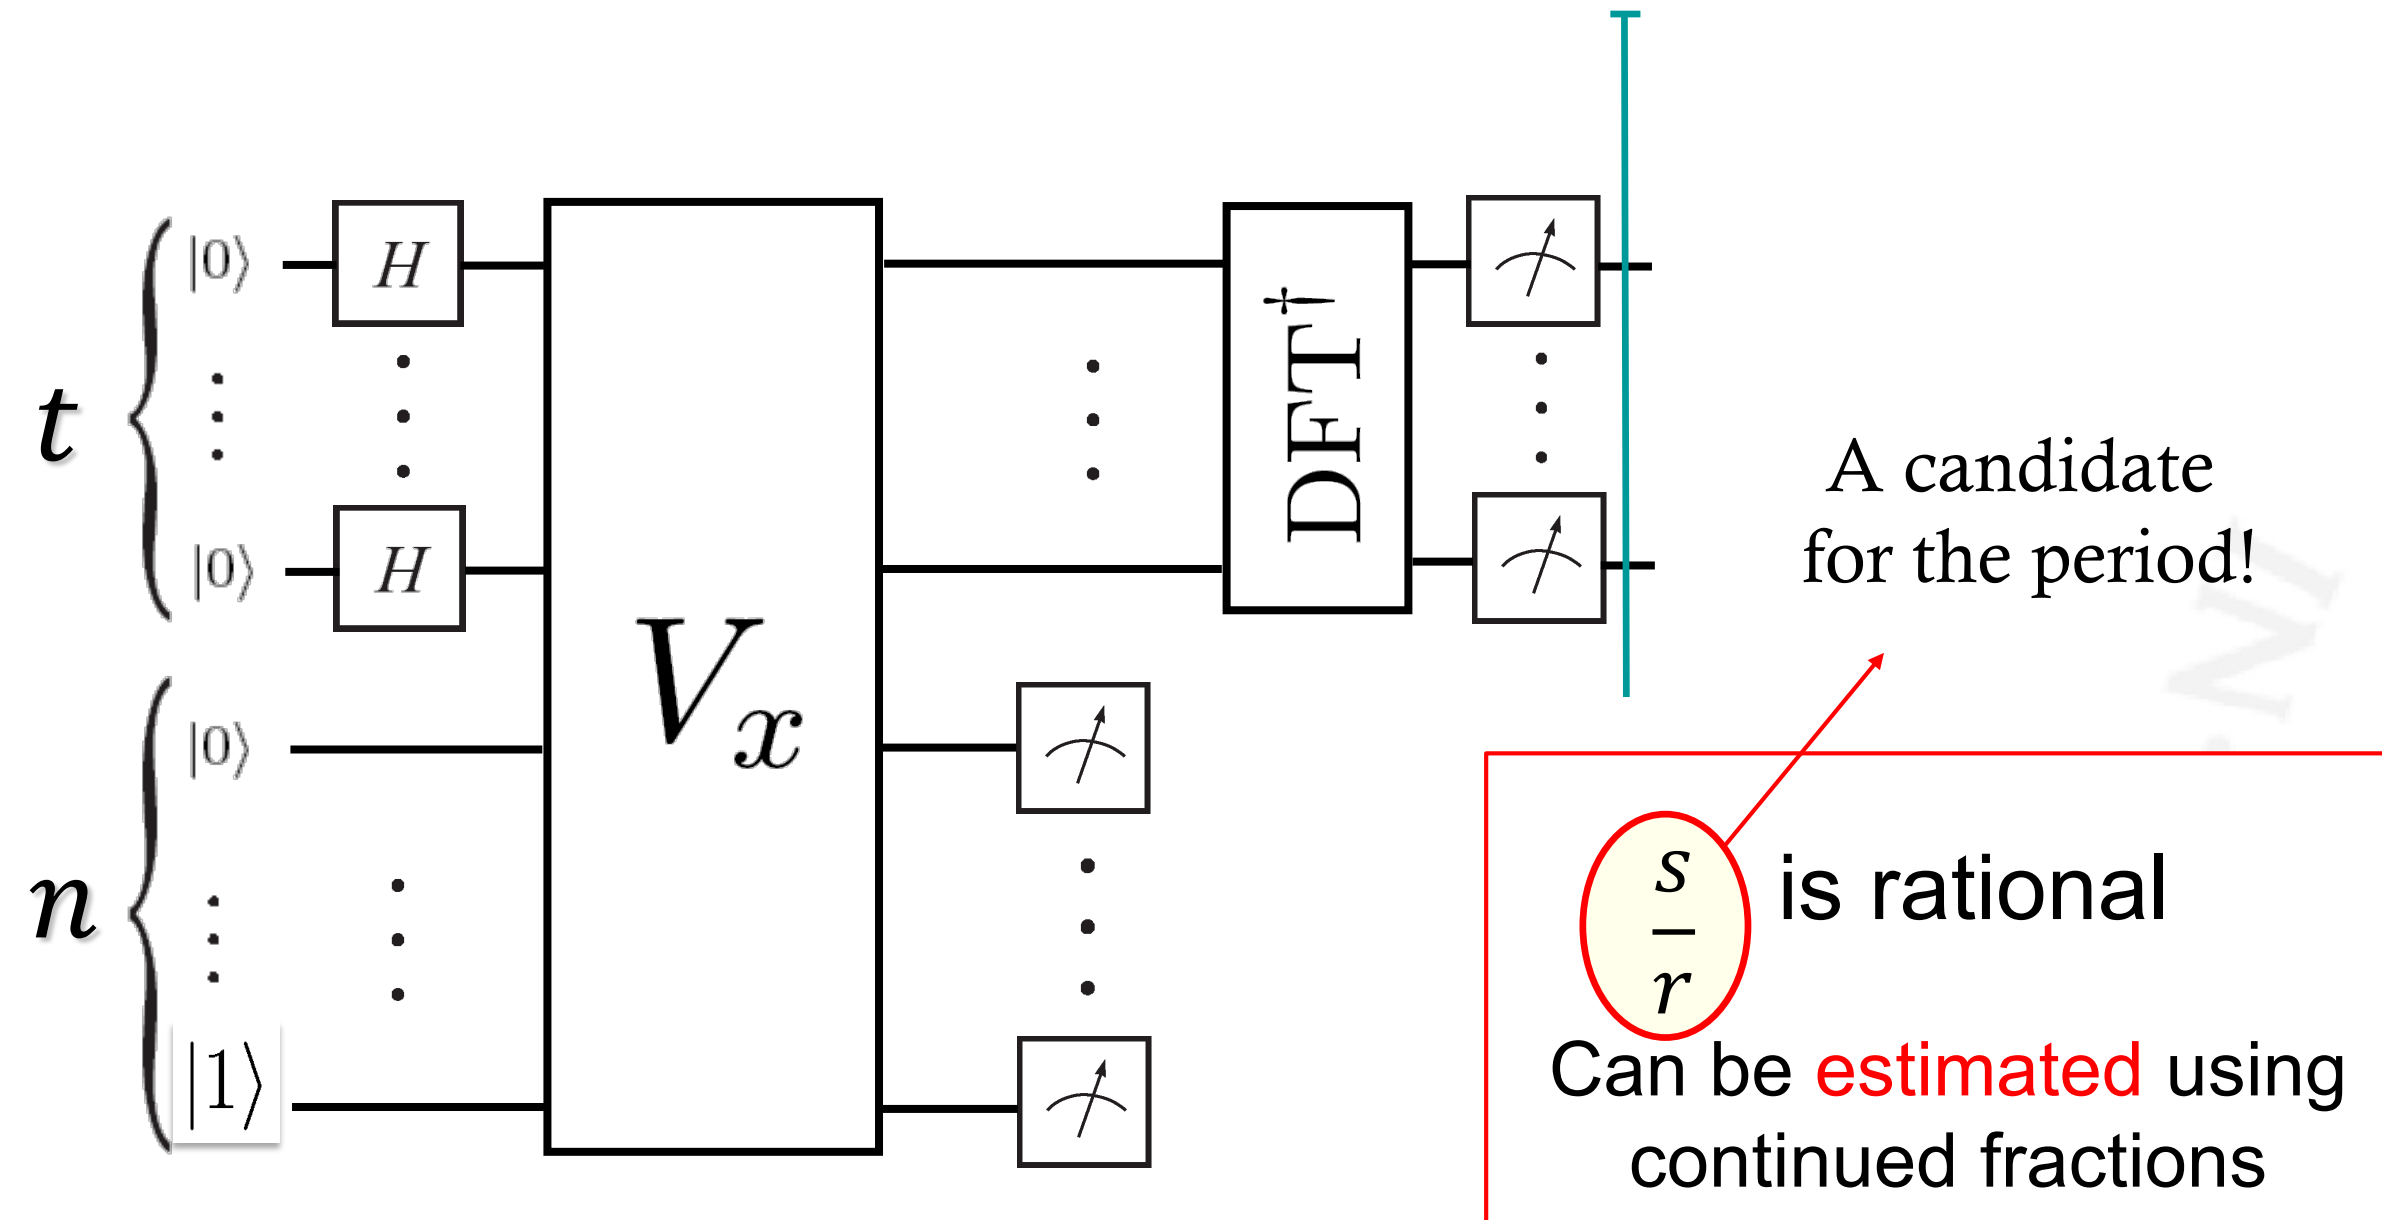 t
|0⟩
H
|0⟩
H
n
|0⟩
|1⟩
V_x
DFT†
A candidate
for the period!
s
r
is rational
Can be estimated using
continued fractions